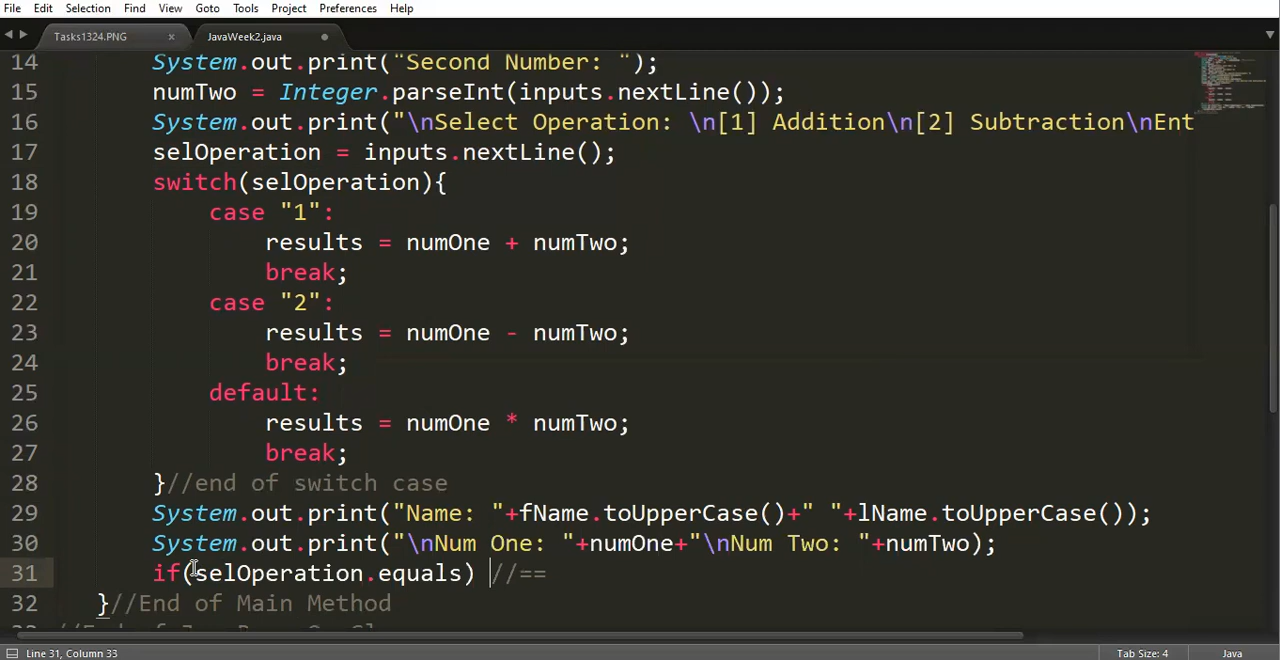 File Edit Selection Find View Goto Tools Project Preferences Help
Tasks1324.PNG × JavaWeek2.java
14 System.out.print("Second Number: ");
15 numTwo = Integer.parseInt(inputs.nextLine());
16 System.out.print("\nSelect Operation: \n[1] Addition\n[2] Subtraction\nEnt
17 selOperation = inputs.nextLine();
18 switch(selOperation){
19 case "1":
20 results = numOne + numTwo;
21 break;
22 case "2":
23 results = numOne - numTwo;
24 break;
25 default:
26 results = numOne * numTwo;
27 break;
28 }//end of switch case
29 System.out.print("Name: "+fName.toUpperCase()+" "+lName.toUpperCase());
30 System.out.print("\nNum One: "+numOne+"\nNum Two: "+numTwo);
31 if(selOperation.equals) //==
32 }//End of Main Method
Line 31, Column 33 Tab Size: 4 Java